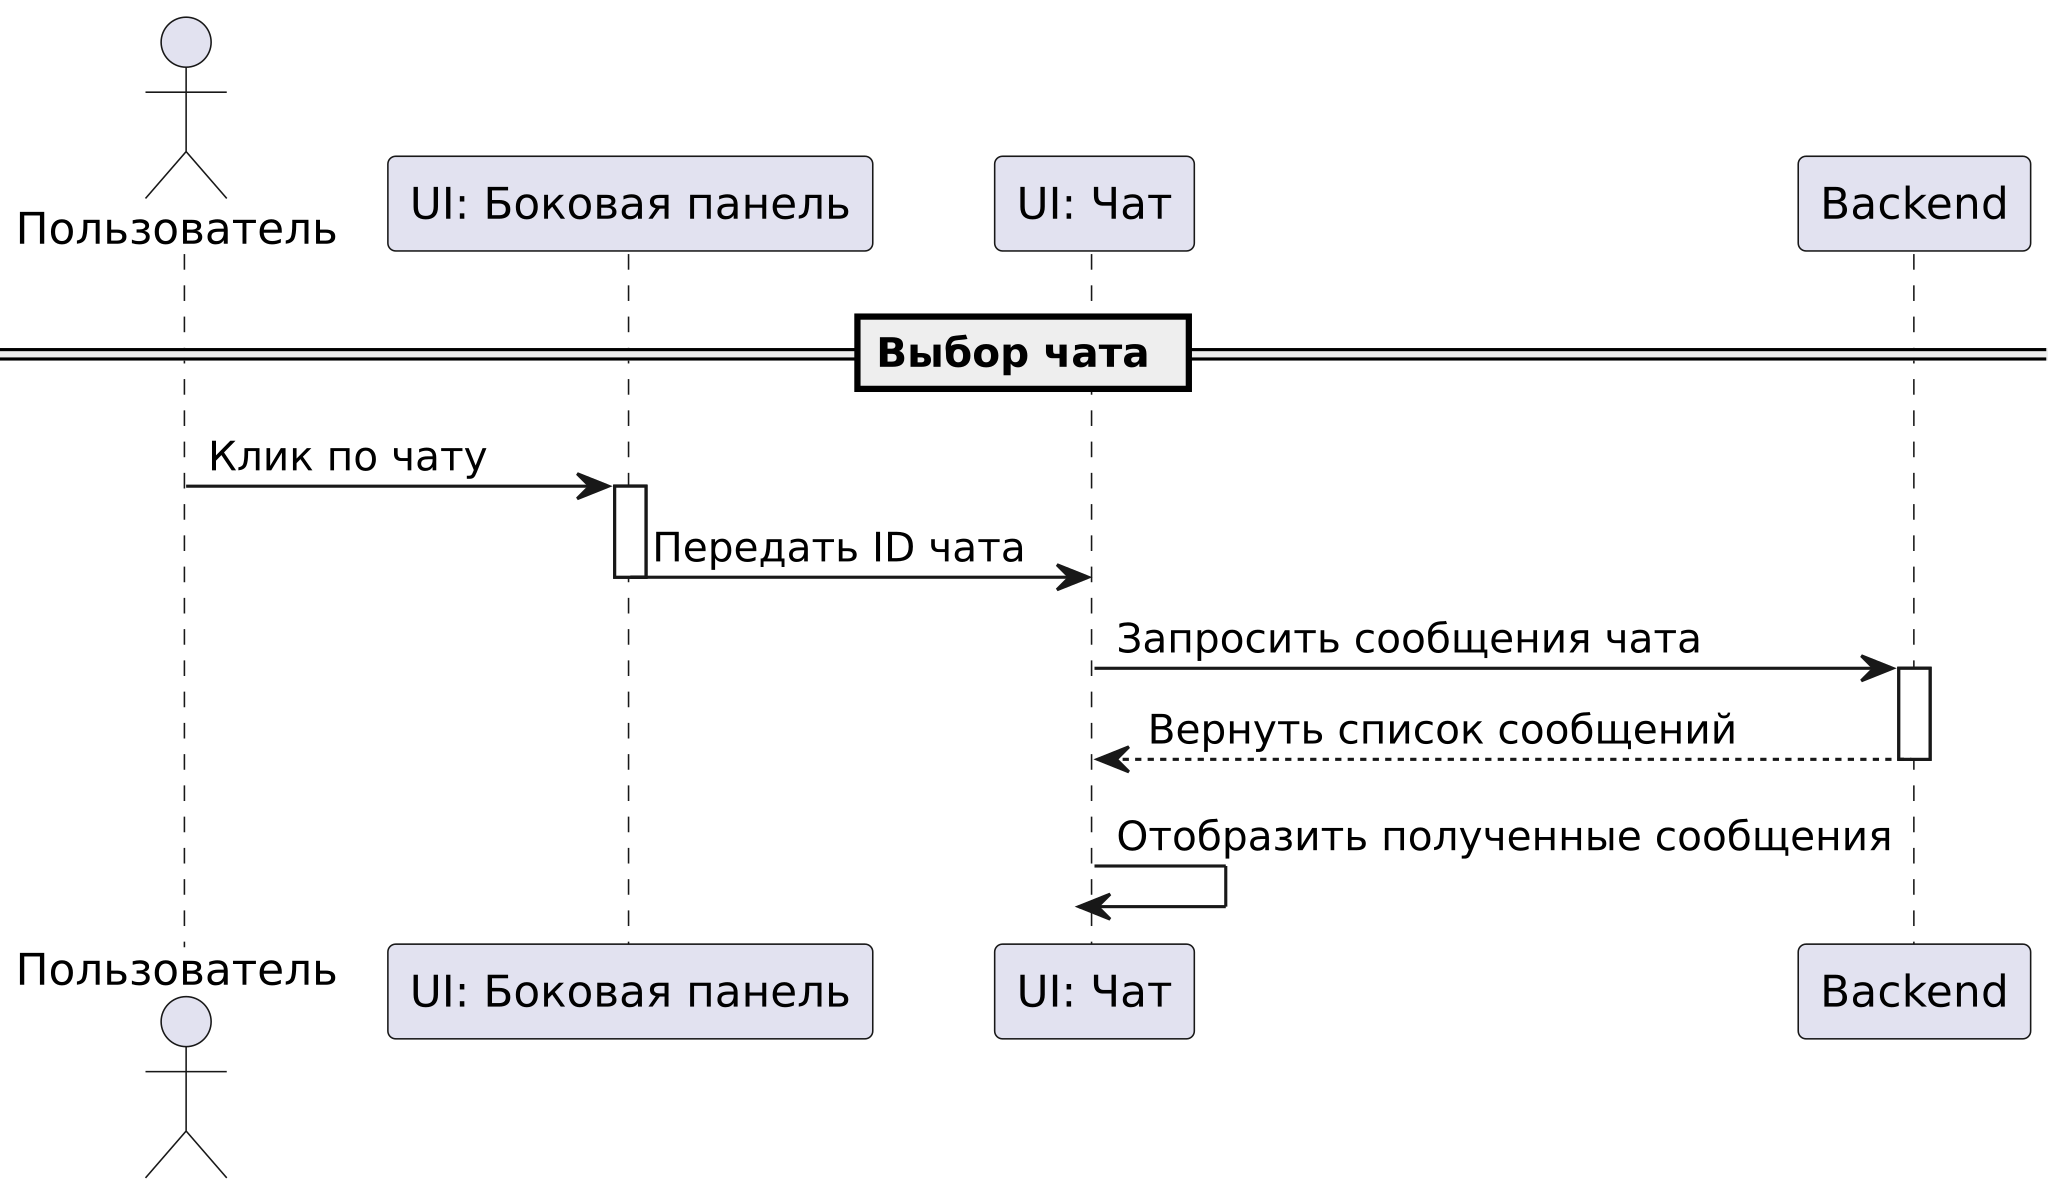 Пользователь
UI: Боковая панель
UI: Чат
Backend
Выбор чата
Клик по чату
Передать ID чата
Запросить сообщения чата
Вернуть список сообщений
Отобразить полученные сообщения
Пользователь
UI: Боковая панель
UI: Чат
Backend